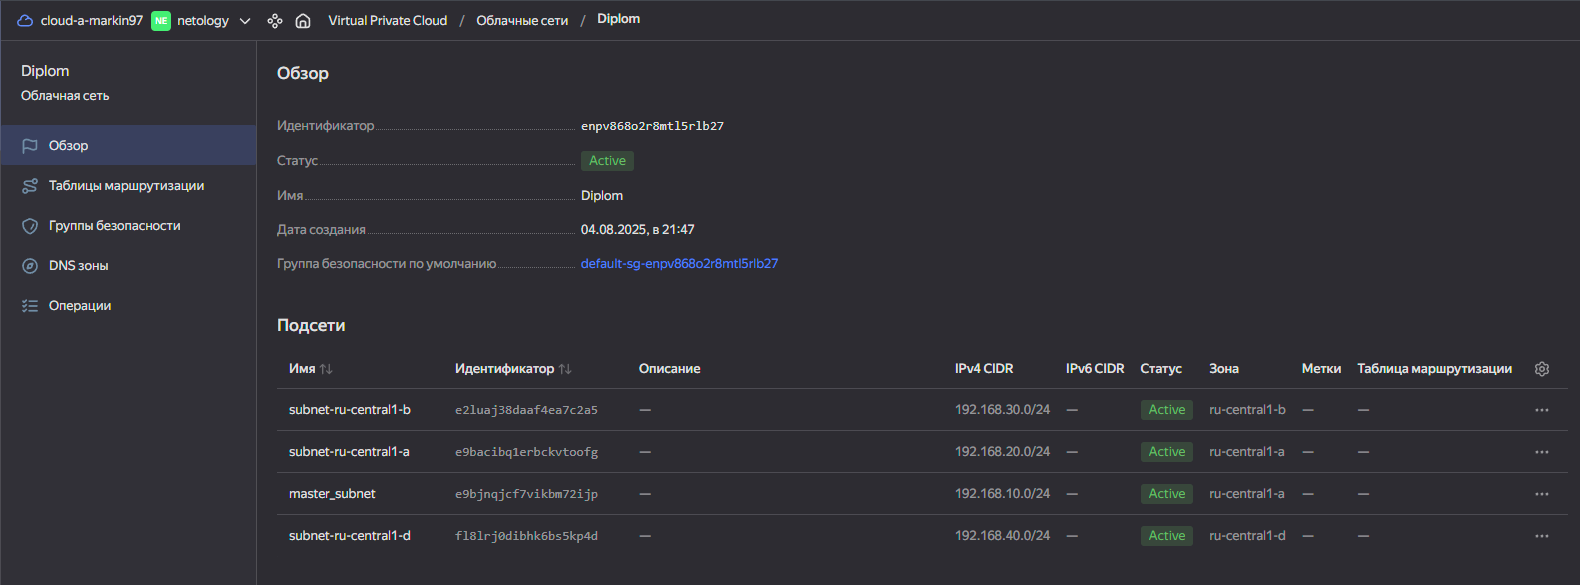 cloud-a-markin97 NE netology Virtual Private Cloud / Облачные сети / Diplom
Diplom
Облачная сеть
Обзор
Таблицы маршрутизации
Группы безопасности
DNS зоны
Операции
Обзор
Идентификатор enpv868o2r8mtl5rlb27
Статус Active
Имя Diplom
Дата создания 04.08.2025, в 21:47
Группа безопасности по умолчанию default-sg-enpv868o2r8mtl5rlb27
Подсети
Имя Идентификатор Описание IPv4 CIDR IPv6 CIDR Статус Зона Метки Таблица маршрутизации
subnet-ru-central1-b e2luaj38daaf4ea7c2a5 — 192.168.30.0/24 — Active ru-central1-b — —
subnet-ru-central1-a e9bacibq1erbckvtoofg — 192.168.20.0/24 — Active ru-central1-a — —
master_subnet e9bjnqjcf7vikbm72ijp — 192.168.10.0/24 — Active ru-central1-a — —
subnet-ru-central1-d fl8lrj0dibhk6bs5kp4d — 192.168.40.0/24 — Active ru-central1-d — —